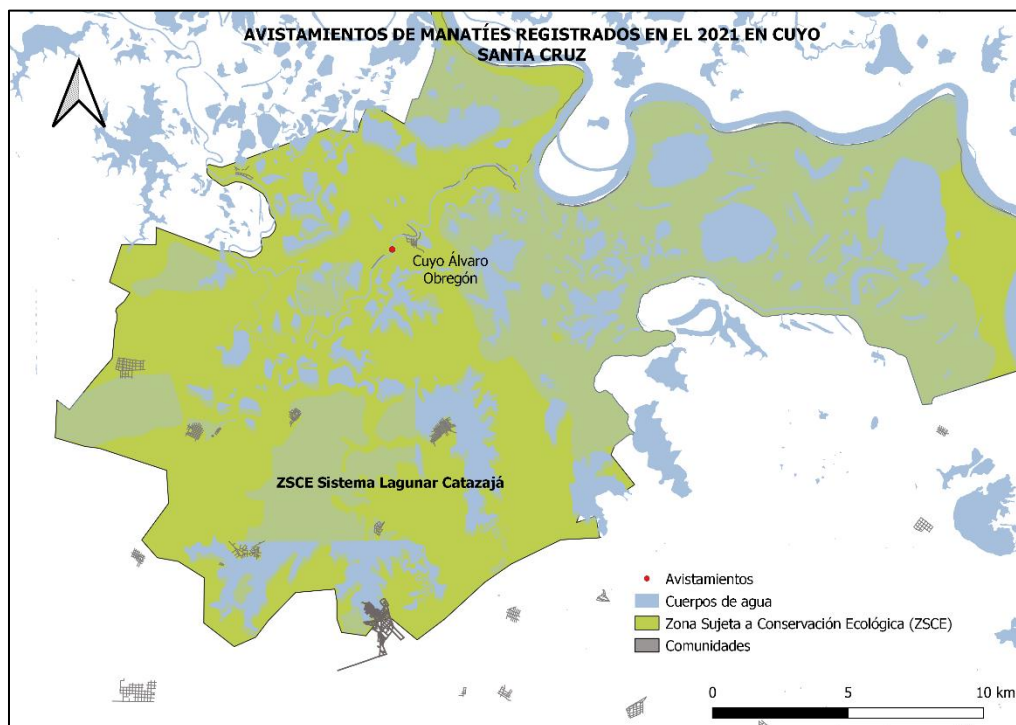 AVISTAMIENTOS DE MANATÍES REGISTRADOS EN EL 2021 EN CUYO
SANTA CRUZ
Cuyo Álvaro
Obregón
ZSCE Sistema Lagunar Catazajá
Avistamientos
Cuerpos de agua
Zona Sujeta a Conservación Ecológica (ZSCE)
Comunidades
0 5 10 km